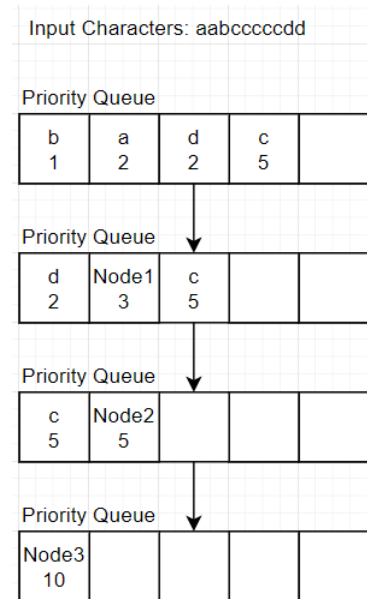 Input Characters: aabcccccdd
Priority Queue
b a d c
1 2 2 5
Priority Queue
d Node1 c
2 3 5
Priority Queue
c Node2
5 5
Priority Queue
Node3
10